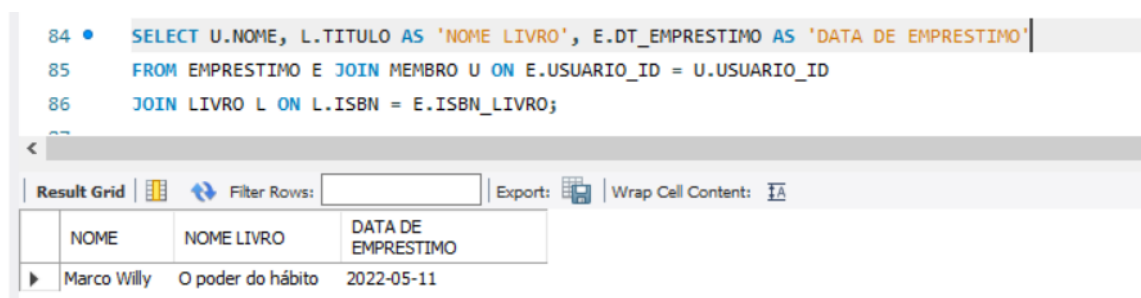 84 SELECT U.NOME, L.TITULO AS 'NOME LIVRO', E.DT_EMPRESTIMO AS 'DATA DE EMPRESTIMO'
85 FROM EMPRESTIMO E JOIN MEMBRO U ON E.USUARIO_ID = U.USUARIO_ID
86 JOIN LIVRO L ON L.ISBN = E.ISBN_LIVRO;
Result Grid Filter Rows: Export: Wrap Cell Content: IA
NOME NOME LIVRO DATA DE
EMPRESTIMO
Marco Willy O poder do hábito 2022-05-11